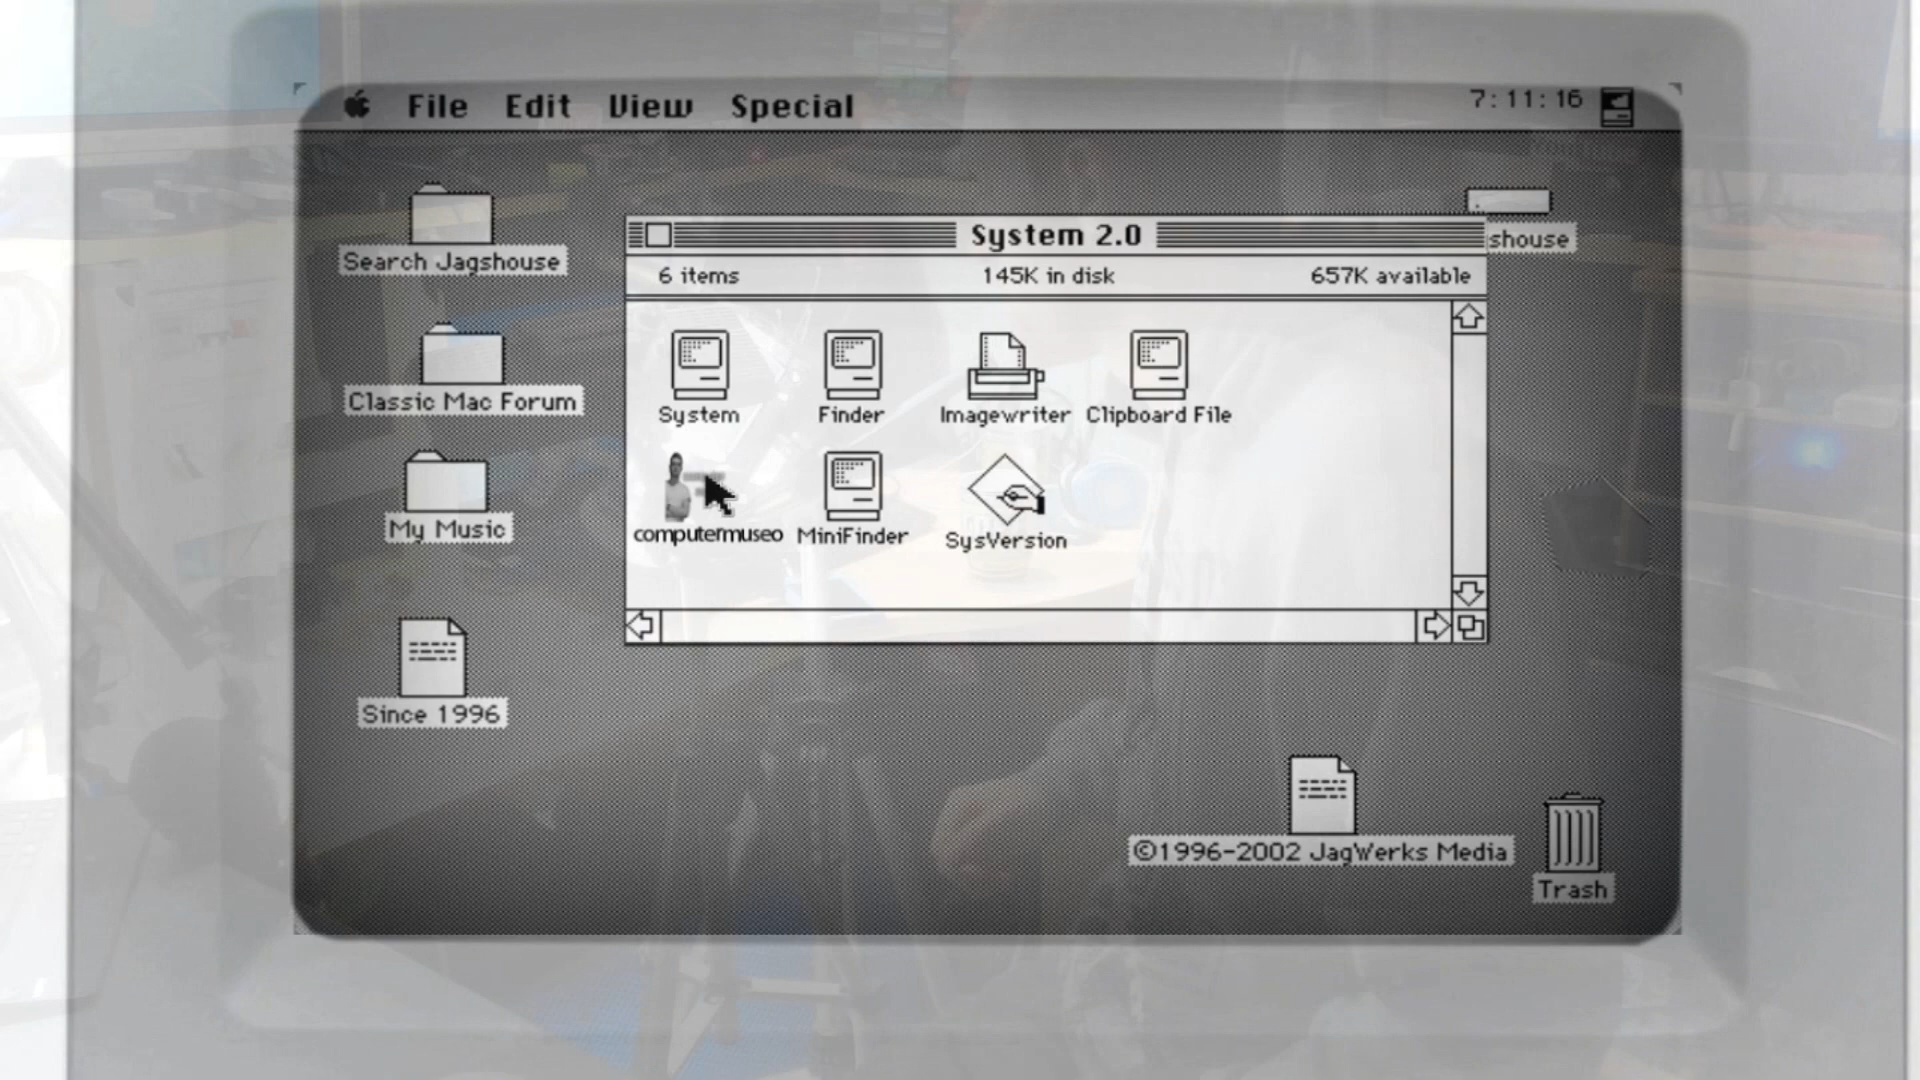 File Edit View Special 7:11:16
System 2.0
6 items 145K in disk 657K available
Search Jagshouse
shouse
System Finder Imagewriter Clipboard File
Classic Mac Forum
computermuseo MiniFinder SysVersion
My Music
Since 1996
©1996-2002 JagWerks Media
Trash